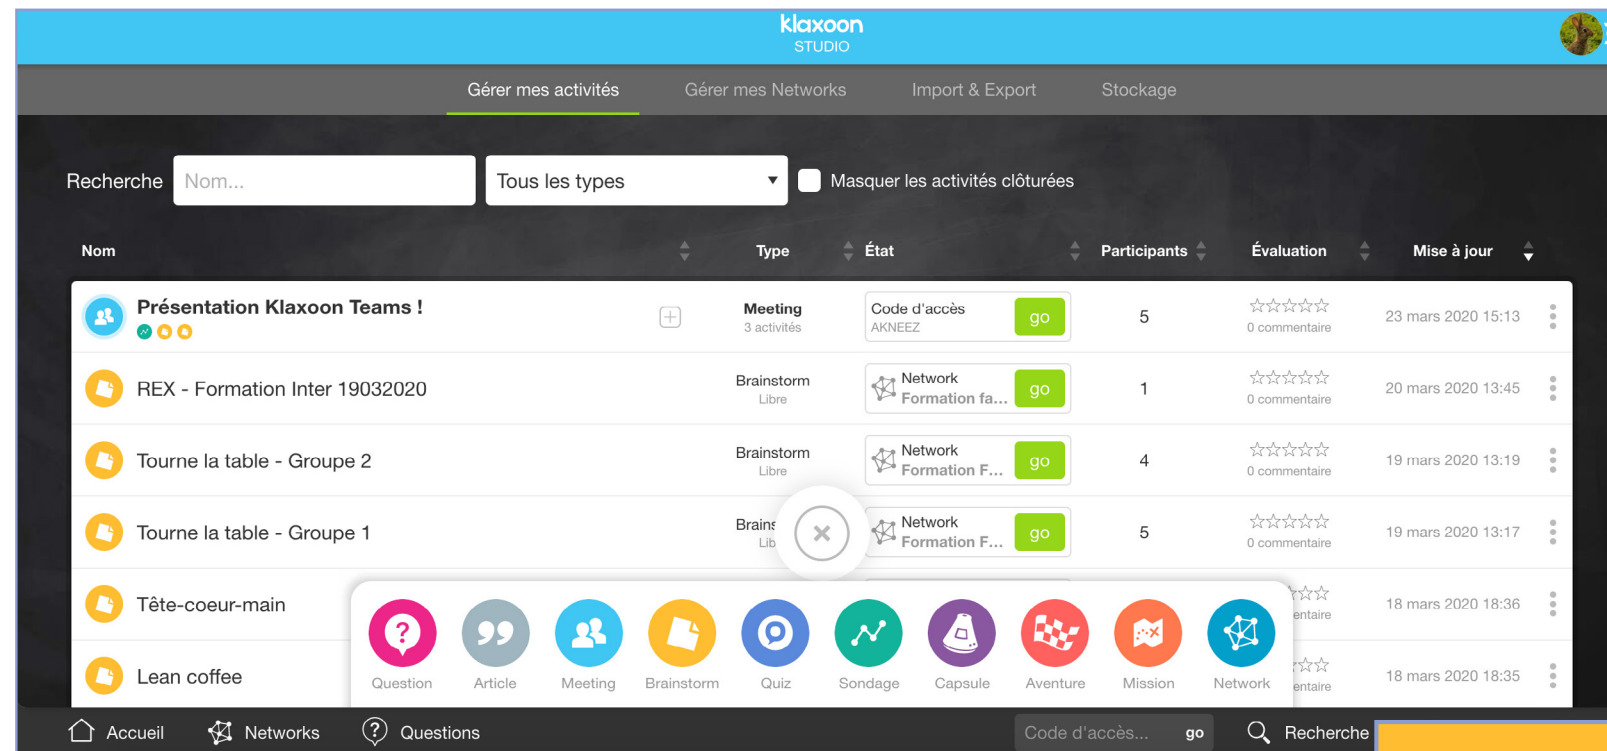 klaxoon
STUDIO
Gérer mes activités Gérer mes Networks Import & Export Stockage
Recherche Nom... Tous les types Masquer les activités clôturées
Nom Type État Participants Évaluation Mise à jour
Présentation Klaxoon Teams ! Meeting 3 activités Code d'accès AKNEEZ go 5 0 commentaire 23 mars 2020 15:13
REX - Formation Inter 19032020 Brainstorm Libre Network Formation fa... go 1 0 commentaire 20 mars 2020 13:45
Tourne la table - Groupe 2 Brainstorm Libre Network Formation F... go 4 0 commentaire 19 mars 2020 13:19
Tourne la table - Groupe 1 Brains Lib Network Formation F... go 5 0 commentaire 19 mars 2020 13:17
Tête-coeur-main entaire 18 mars 2020 18:36
Lean coffee entaire 18 mars 2020 18:35
Question Article Meeting Brainstorm Quiz Sondage Capsule Aventure Mission Network
Accueil Networks Questions Code d'accès... go Recherche